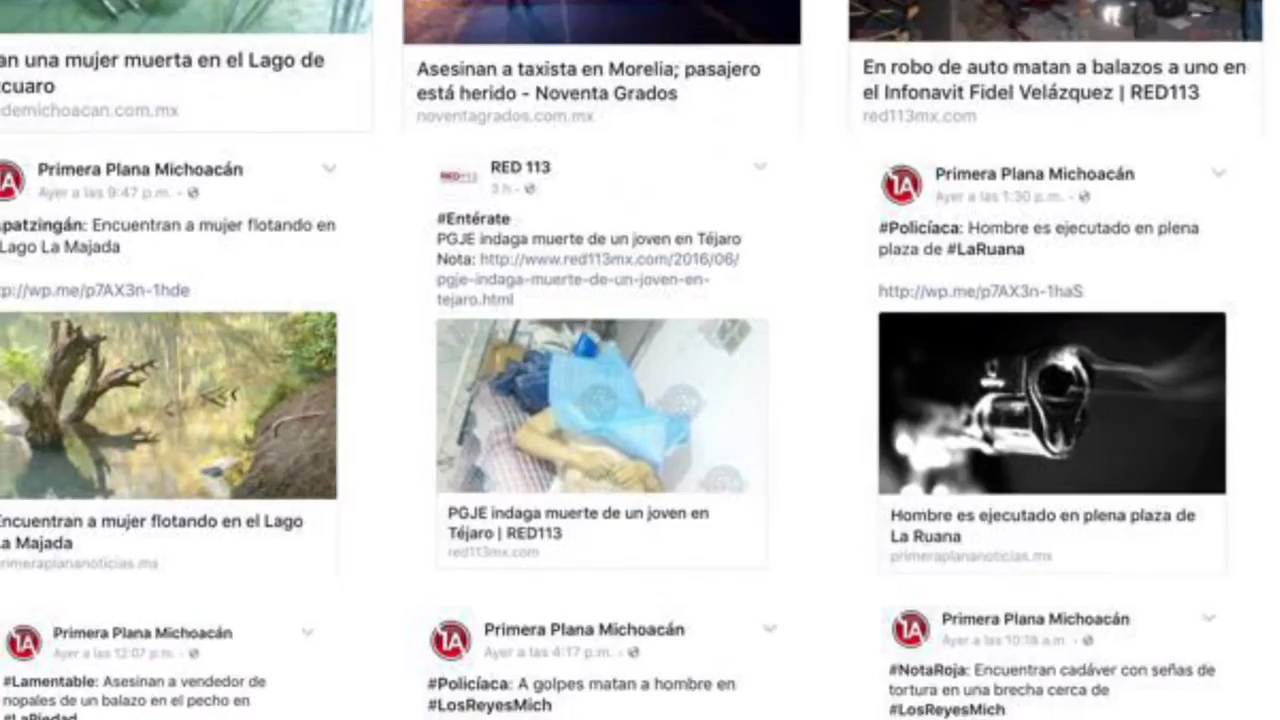 an una mujer muerta en el Lago de
cuaro
demichoacan.com.mx
Asesinan a taxista en Morelia; pasajero
está herido - Noventa Grados
noventagrados.com.mx
En robo de auto matan a balazos a uno en
el Infonavit Fidel Velázquez | RED113
red113mx.com
1A
Primera Plana Michoacán
Ayer a las 9:47 p.m. ·
patzingán: Encuentran a mujer flotando en
Lago La Majada
p://wp.me/p7AX3n-1hde
Encuentran a mujer flotando en el Lago
a Majada
rimeraplananoticias.mx
RED113
RED 113
3 h ·
#Entérate
PGJE indaga muerte de un joven en Téjaro
Nota: http://www.red113mx.com/2016/06/
pgje-indaga-muerte-de-un-joven-en-
tejaro.html
PGJE indaga muerte de un joven en
Téjaro | RED113
red113mx.com
1A
Primera Plana Michoacán
Ayer a las 1:30 p.m. ·
#Policíaca: Hombre es ejecutado en plena
plaza de #LaRuana
http://wp.me/p7AX3n-1haS
Hombre es ejecutado en plena plaza de
La Ruana
primeraplananoticias.mx
1A
Primera Plana Michoacán
Ayer a las 12:07 p.m. ·
#Lamentable: Asesinan a vendedor de
nopales de un balazo en el pecho en
#LaPiedad
1A
Primera Plana Michoacán
Ayer a las 4:17 p.m. ·
#Policíaca: A golpes matan a hombre en
#LosReyesMich
1A
Primera Plana Michoacán
Ayer a las 10:18 a.m. ·
#NotaRoja: Encuentran cadáver con señas de
tortura en una brecha cerca de
#LosReyesMich